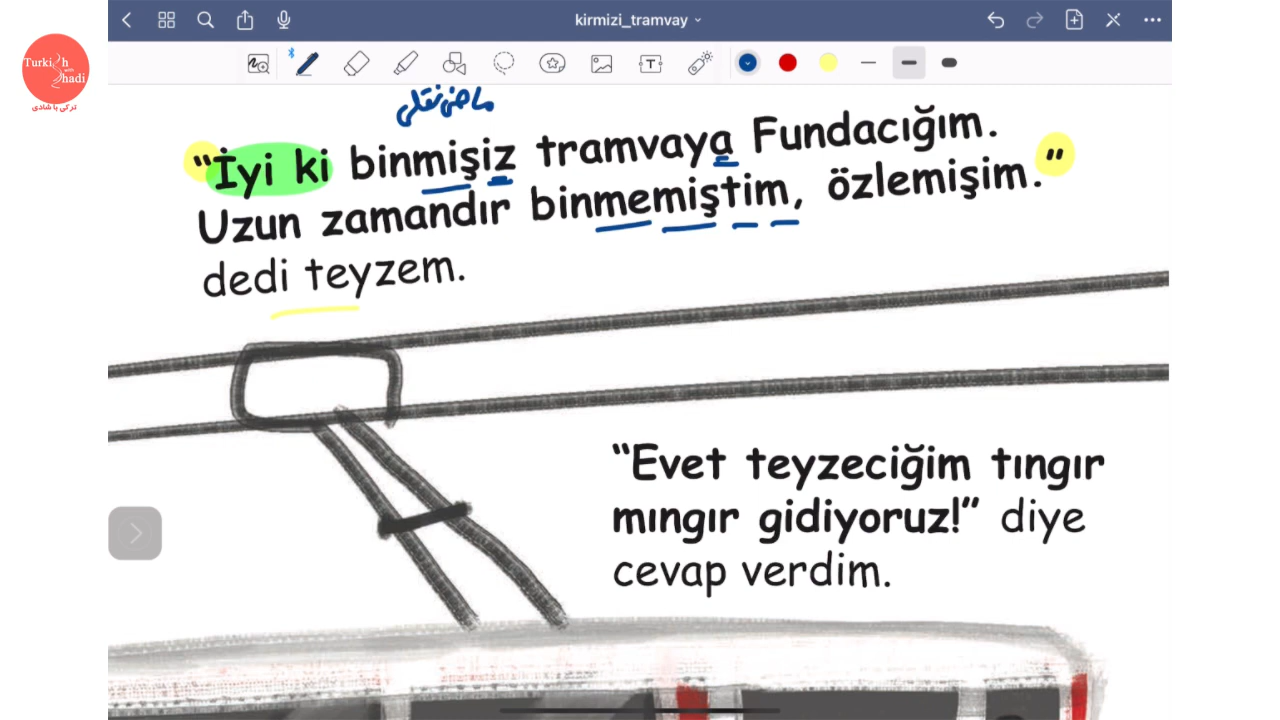 kirmizi_tramvay
Turkish
with
Shadi
ترکی با شادی
ماضی نقلی
"İyi ki binmişiz tramvaya Fundacığım.
Uzun zamandır binmemiştim, özlemişim."
dedi teyzem.
"Evet teyzeciğim tıngır
mıngır gidiyoruz!" diye
cevap verdim.